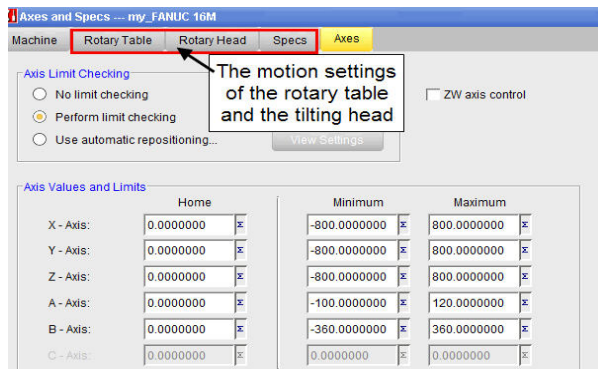 Axes and Specs --- my_FANUC 16M
Machine Rotary Table Rotary Head Specs Axes
Axis Limit Checking
No limit checking
Perform limit checking
Use automatic repositioning... View Settings
The motion settings
of the rotary table
and the tilting head
ZW axis control
Axis Values and Limits
Home Minimum Maximum
X - Axis: 0.0000000 Σ -800.0000000 Σ 800.0000000 Σ
Y - Axis: 0.0000000 Σ -800.0000000 Σ 800.0000000 Σ
Z - Axis: 0.0000000 Σ -800.0000000 Σ 800.0000000 Σ
A - Axis: 0.0000000 Σ -100.0000000 Σ 120.0000000 Σ
B - Axis: 0.0000000 Σ -360.0000000 Σ 360.0000000 Σ
C - Axis: 0.0000000 Σ 0.0000000 Σ 0.0000000 Σ